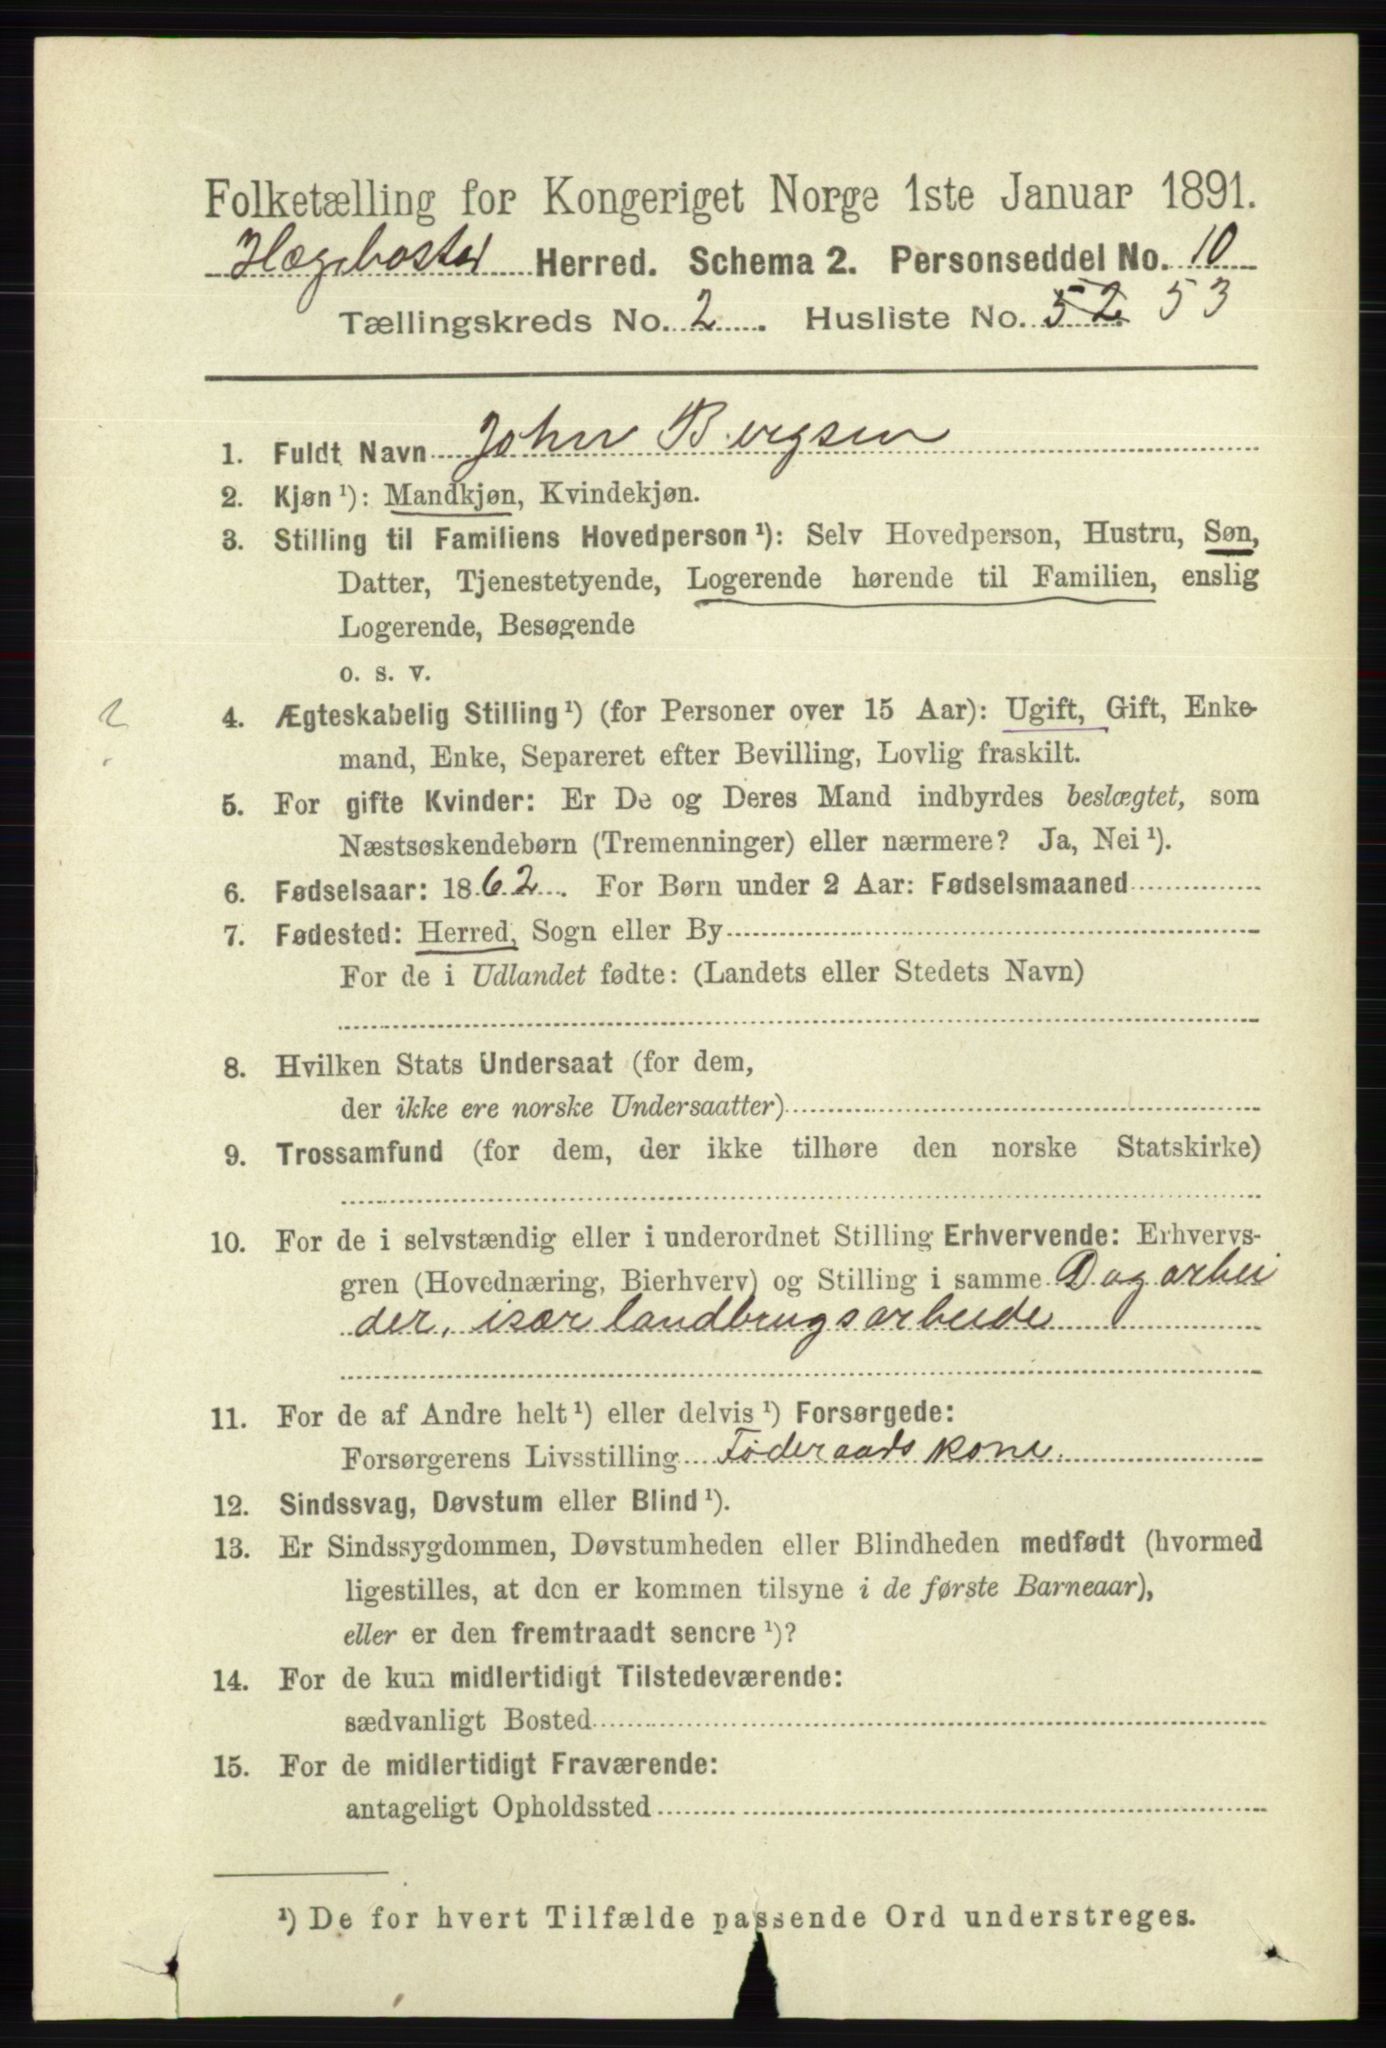 Folketælling for Kongeriget Norge 1ste Januar 1891.
Hægebostad Herred. Schema 2. Personseddel No. 10
Tællingskreds No. 2. Husliste No. 52 53
1. Fuldt Navn John Bergsen
2. Kjøn ¹): Mandkjøn, Kvindekjøn.
3. Stilling til Familiens Hovedperson ¹): Selv Hovedperson, Hustru, Søn,
Datter, Tjenestetyende, Logerende hørende til Familien, enslig
Logerende, Besøgende
o. s. v.
4. Ægteskabelig Stilling ¹) (for Personer over 15 Aar): Ugift, Gift, Enke-
mand, Enke, Separeret efter Bevilling, Lovlig fraskilt.
5. For gifte Kvinder: Er De og Deres Mand indbyrdes beslægtet, som
Næstsøskendebørn (Tremenninger) eller nærmere? Ja, Nei ¹).
6. Fødselsaar: 1862. For Børn under 2 Aar: Fødselsmaaned
7. Fødested: Herred, Sogn eller By
For de i Udlandet fødte: (Landets eller Stedets Navn)
8. Hvilken Stats Undersaat (for dem,
der ikke ere norske Undersaatter)
9. Trossamfund (for dem, der ikke tilhøre den norske Statskirke)
10. For de i selvstændig eller i underordnet Stilling Erhvervende: Erhvervs-
gren (Hovednæring, Bierhverv) og Stilling i samme Dagarbei
der, især landbrugsarbeide
11. For de af Andre helt ¹) eller delvis ¹) Forsørgede:
Forsørgerens Livsstilling Føderaads kone.
12. Sindssvag, Døvstum eller Blind ¹).
13. Er Sindssygdommen, Døvstumheden eller Blindheden medfødt (hvormed
ligestilles, at den er kommen tilsyne i de første Barneaar),
eller er den fremtraadt senere ¹)?
14. For de kun midlertidigt Tilstedeværende:
sædvanligt Bosted
15. For de midlertidigt Fraværende:
antageligt Opholdssted
¹) De for hvert Tilfælde passende Ord understreges.